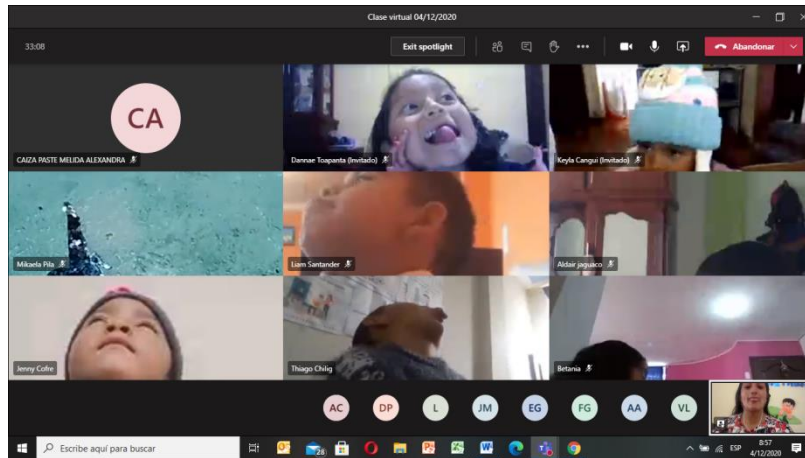 Clase virtual 04/12/2020
33:08
Exit spotlight
Abandonar
CA
CAIZA PASTE MELIDA ALEXANDRA
Dannae Toapanta (Invitado)
Keyla Cangui (Invitado)
Mikaela Pila
Liam Santander
Aldair jaguaco
Jenny Cofre
Thiago Chilig
Betania
AC
DP
L
JM
EG
FG
AA
VL
Escribe aquí para buscar
28
ESP
8:57
4/12/2020